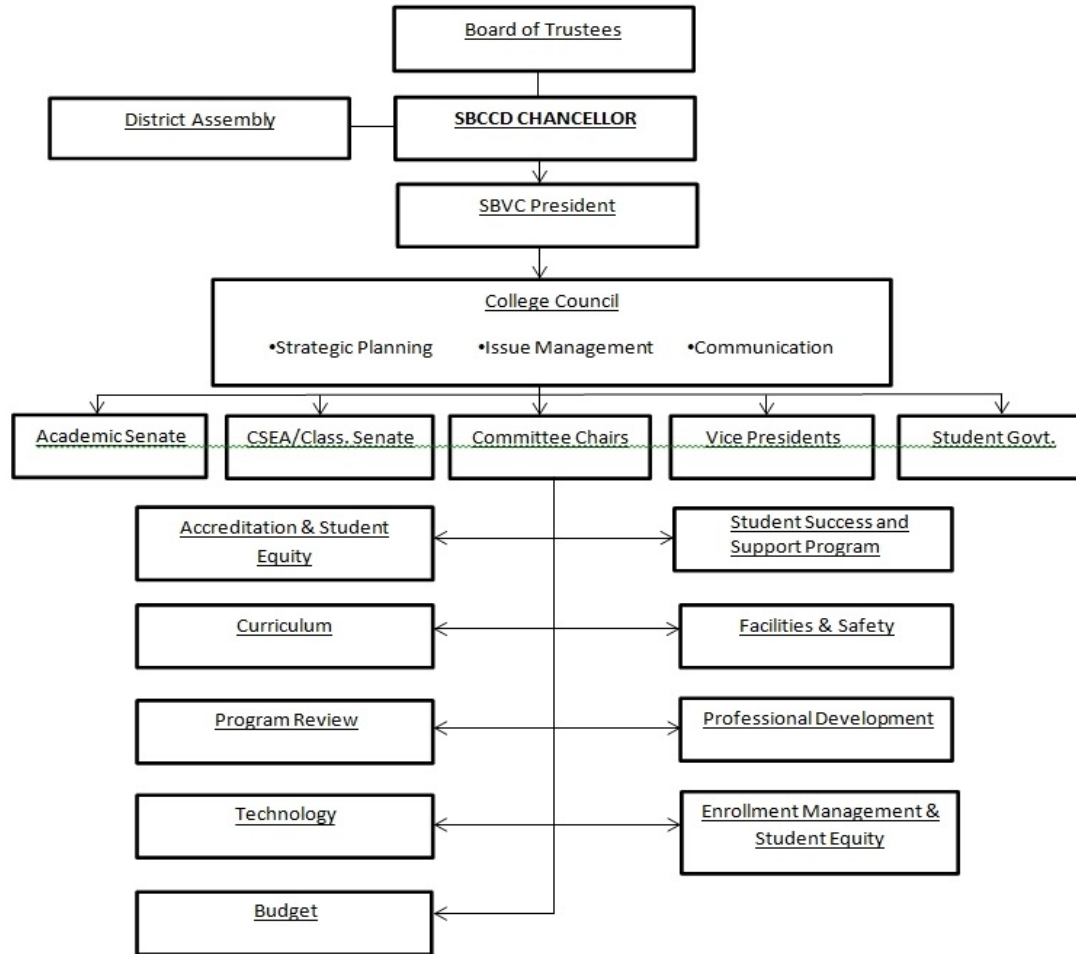 Board of Trustees
District Assembly
SBCCD CHANCELLOR
SBVC President
College Council
•Strategic Planning •Issue Management •Communication
Academic Senate
CSEA/Class. Senate
Committee Chairs
Vice Presidents
Student Govt.
Accreditation & Student
Equity
Student Success and
Support Program
Curriculum
Facilities & Safety
Program Review
Professional Development
Technology
Enrollment Management &
Student Equity
Budget